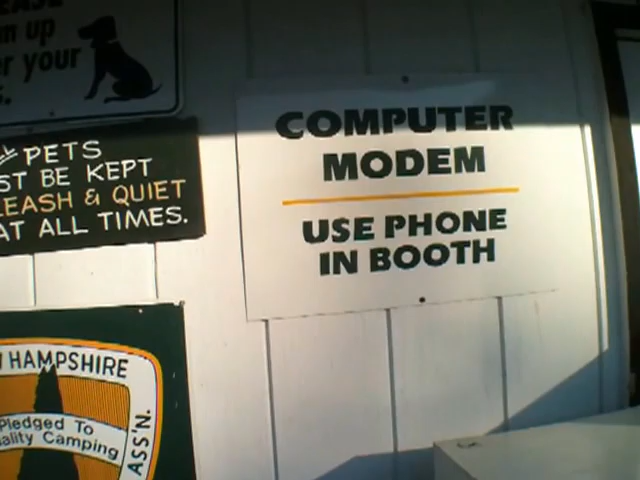 n up
r your
PETS
ST BE KEPT
LEASH & QUIET
AT ALL TIMES.
COMPUTER
MODEM
USE PHONE
IN BOOTH
HAMPSHIRE
Pledged To
ality Camping
ASS'N.